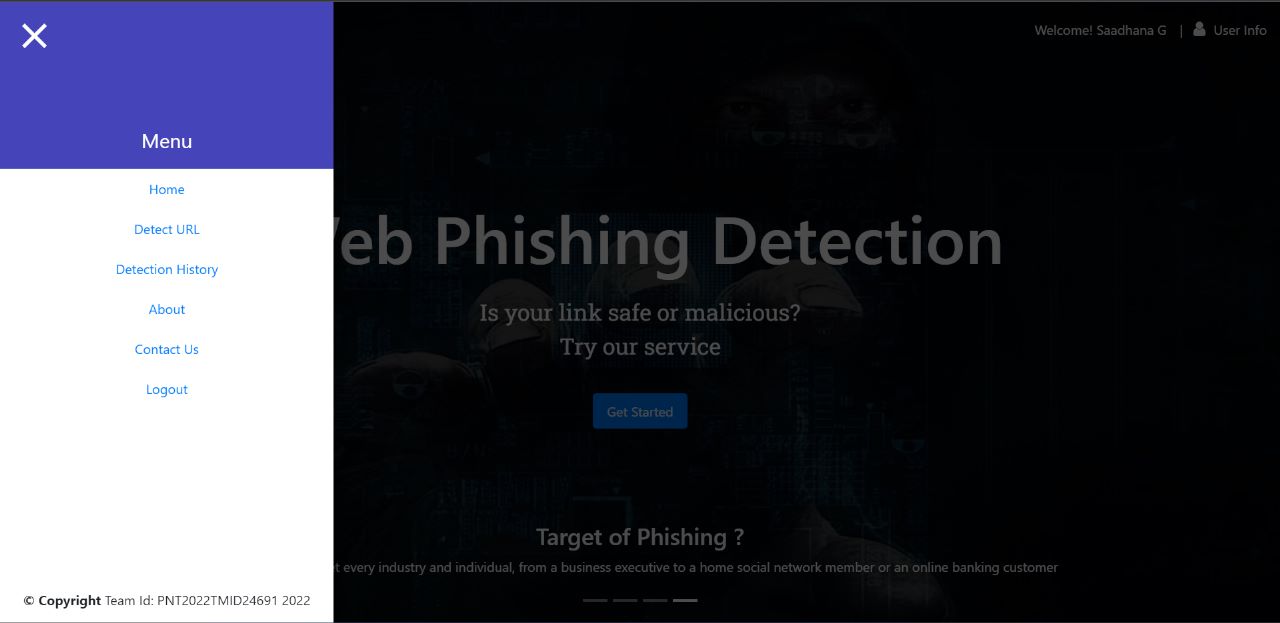 Welcome! Saadhana G | User Info
Menu
Home
Detect URL
Detection History
About
Contact Us
Logout
© Copyright Team Id: PNT2022TMID24691 2022
eb Phishing Detection
Is your link safe or malicious?
Try our service
Get Started
Target of Phishing ?
every industry and individual, from a business executive to a home social network member or an online banking customer